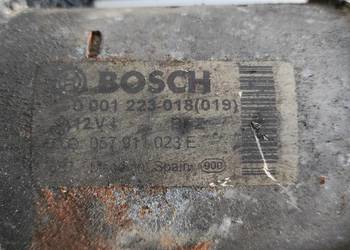 BOSCH
0 001 223 018(019)
12V
057 911 023 E
Spain 900